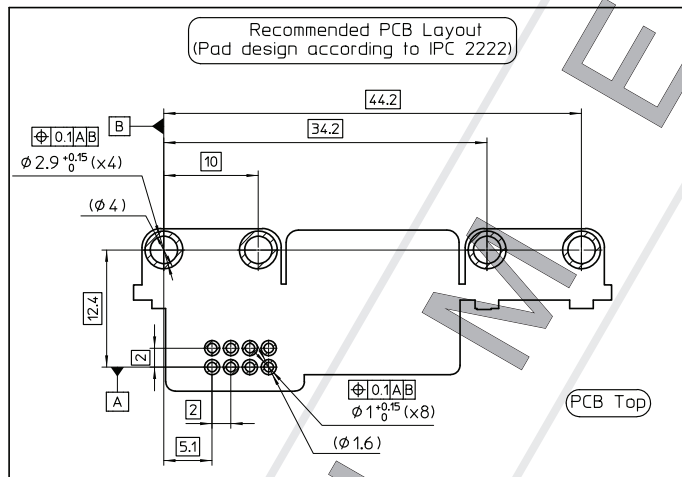 Recommended PCB Layout
(Pad design according to IPC 2222)
44.2
B
34.2
⌖ 0.1 A B
10
ϕ 2.9 +0.15 0 (x4)
(ϕ 4)
12.4
2
A
2
⌖ 0.1 A B
ϕ 1 +0.15 0 (x8)
PCB Top
5.1
(ϕ 1.6)